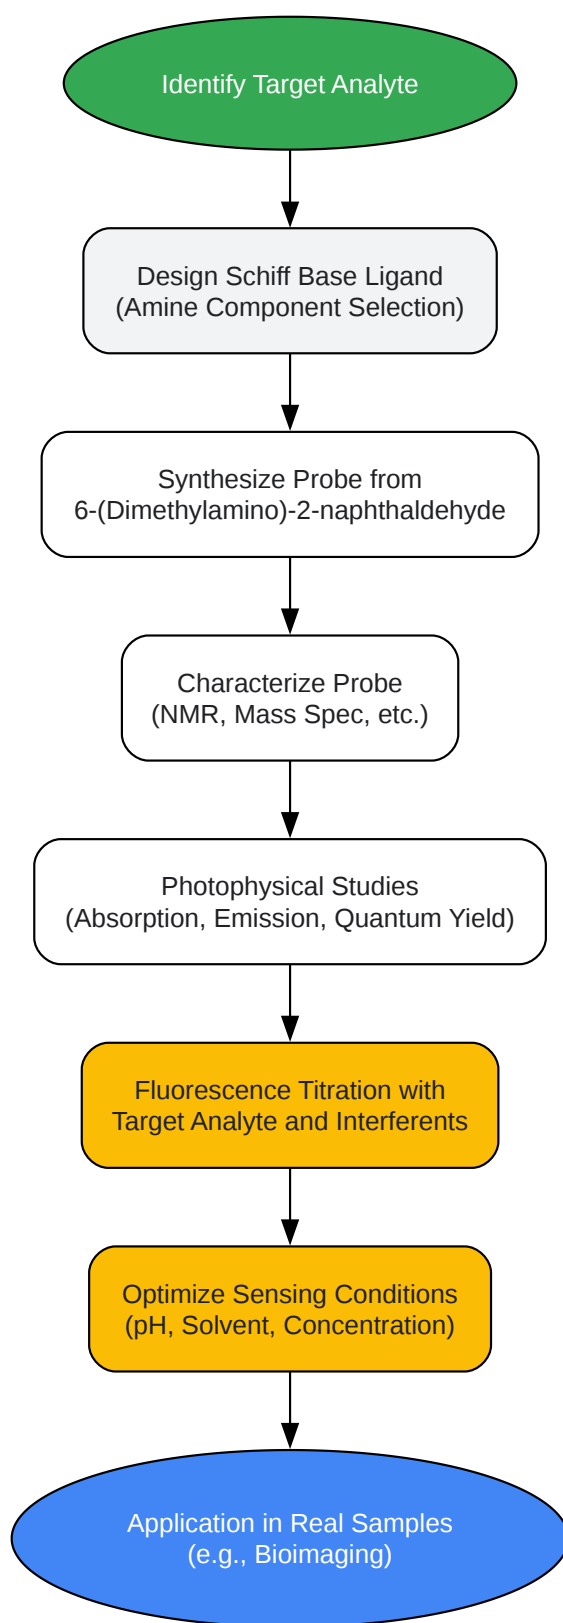 Identify Target Analyte
Design Schiff Base Ligand
(Amine Component Selection)
Synthesize Probe from
6-(Dimethylamino)-2-naphthaldehyde
Characterize Probe
(NMR, Mass Spec, etc.)
Photophysical Studies
(Absorption, Emission, Quantum Yield)
Fluorescence Titration with
Target Analyte and Interferents
Optimize Sensing Conditions
(pH, Solvent, Concentration)
Application in Real Samples
(e.g., Bioimaging)